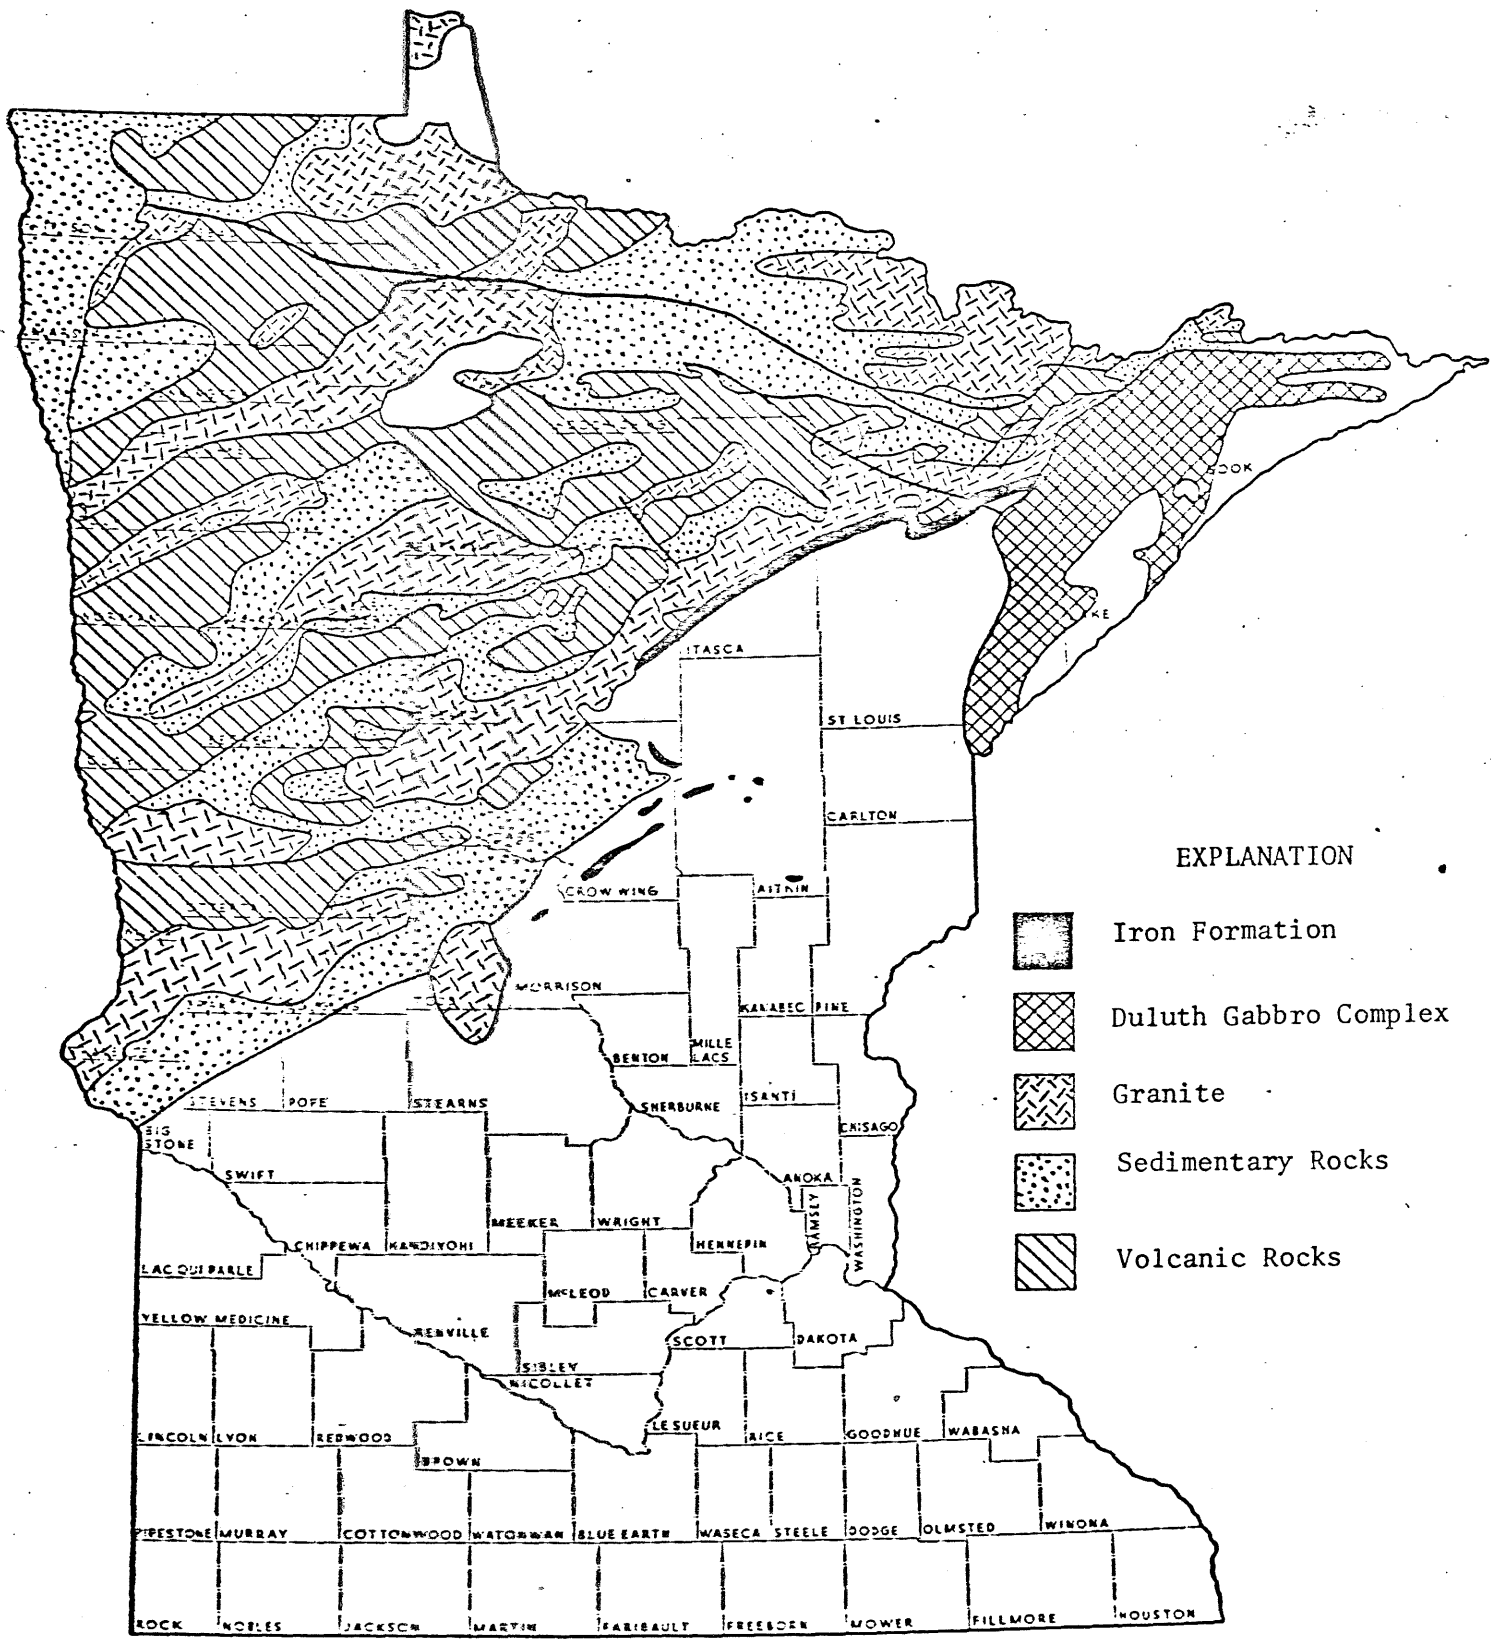 COOK
ITASCA
ST LOUIS
CARLTON
EXPLANATION
CROW WING
AITKIN
Iron Formation
MORRISON
KANABEC
PINE
Duluth Gabbro Complex
MILLE
LACS
BENTON
STEVENS
POPE
STEARNS
SHERBURNE
ISANTI
Granite
BIG
STONE
CHISAGO
SWIFT
ANOKA
Sedimentary Rocks
RAMSEY
WASHINGTON
MEEKER
WRIGHT
CHIPPEWA
KANDIYOHI
HENNEPIN
Volcanic Rocks
LAC QUI PARLE
McLEOD
CARVER
YELLOW MEDICINE
RENVILLE
SCOTT
DAKOTA
SIBLEY
NICOLLET
LINCOLN
LYON
REDWOOD
LE SUEUR
RICE
GOODHUE
WABASHA
BROWN
PIPESTONE
MURRAY
COTTONWOOD
WATONWAN
BLUE EARTH
WASECA
STEELE
DODGE
OLMSTED
WINONA
ROCK
NOBLES
JACKSON
MARTIN
FARIBAULT
FREEBORN
MOWER
FILLMORE
HOUSTON